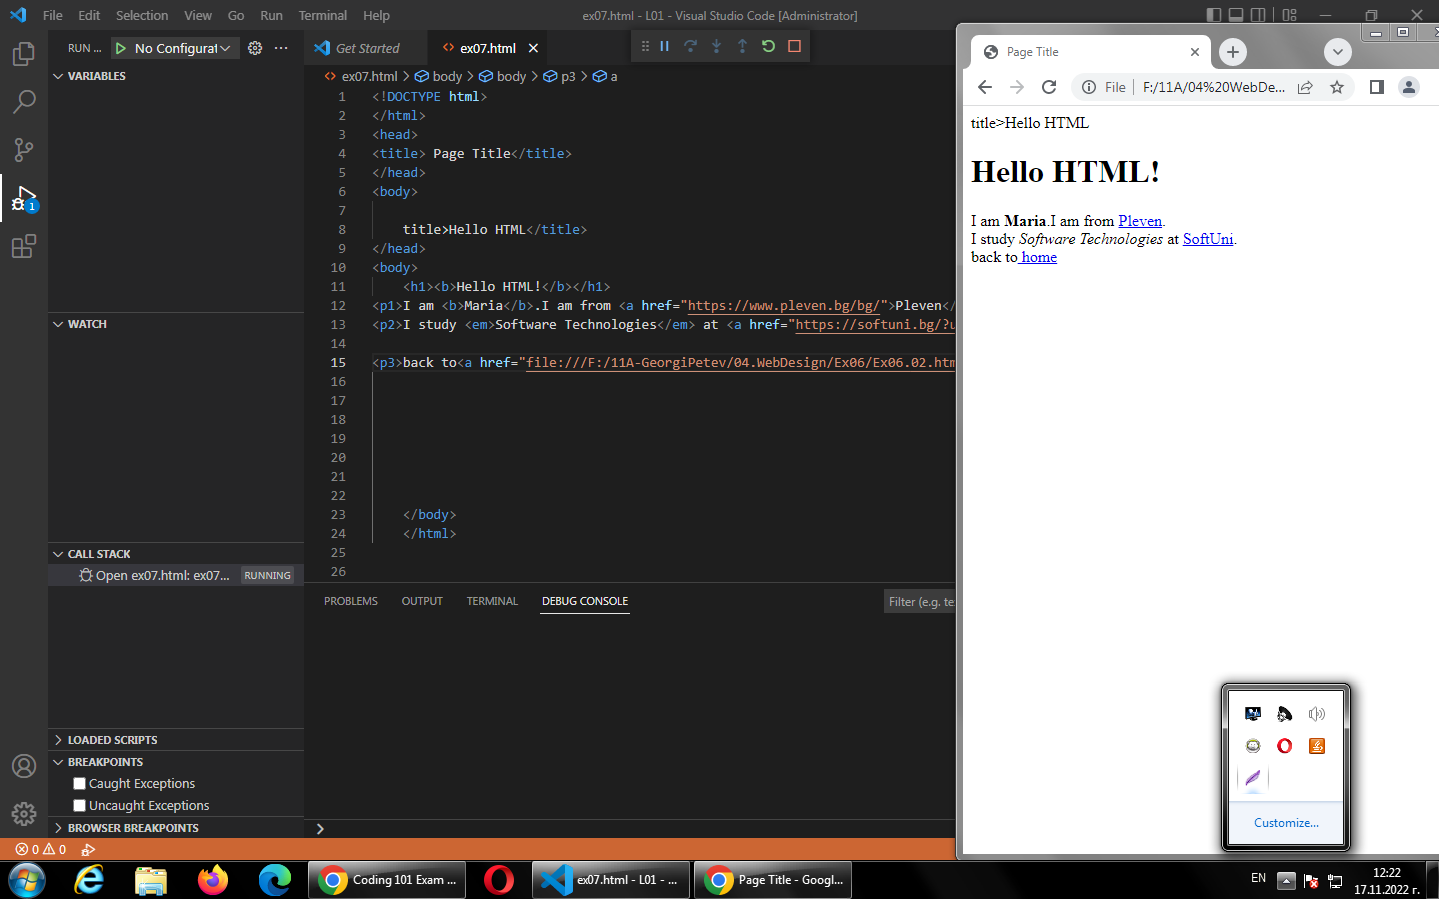 File Edit Selection View Go Run Terminal Help ex07.html - L01 - Visual Studio Code [Administrator]
RUN ... No Configurat
Get Started
ex07.html
ex07.html > body > body > p3 > a
VARIABLES
WATCH
CALL STACK
Open ex07.html: ex07... RUNNING
LOADED SCRIPTS
BREAKPOINTS
Caught Exceptions
Uncaught Exceptions
BROWSER BREAKPOINTS
1 <!DOCTYPE html>
2 </html>
3 <head>
4 <title> Page Title</title>
5 </head>
6 <body>
7
8 title>Hello HTML</title>
9 </head>
10 <body>
11 <h1><b>Hello HTML!</b></h1>
12 <p1>I am <b>Maria</b>.I am from <a href="https://www.pleven.bg/bg/">Pleven</
13 <p2>I study <em>Software Technologies</em> at <a href="https://softuni.bg/?u
14
15 <p3>back to<a href="file:///F:/11A-GeorgiPetev/04.WebDesign/Ex06/Ex06.02.htm
16
17
18
19
20
21
22
23 </body>
24 </html>
25
26
PROBLEMS OUTPUT TERMINAL DEBUG CONSOLE Filter (e.g. te
0 0
1
Page Title
File F:/11A/04%20WebDe...
title>Hello HTML
Hello HTML!
I am Maria.I am from Pleven.
I study Software Technologies at SoftUni.
back to home
Customize...
Coding 101 Exam ...
ex07.html - L01 - ...
Page Title - Googl...
EN
12:22
17.11.2022 г.